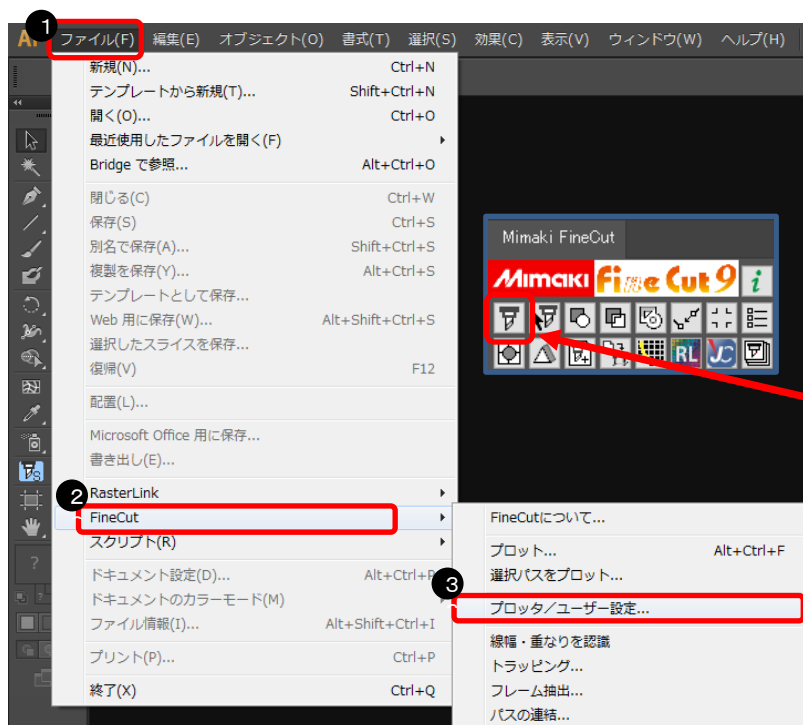 1
Ai ファイル(F) 編集(E) オブジェクト(O) 書式(T) 選択(S) 効果(C) 表示(V) ウィンドウ(W) ヘルプ(H)
新規(N)... Ctrl+N
テンプレートから新規(T)... Shift+Ctrl+N
開く(O)... Ctrl+O
最近使用したファイルを開く(F)
Bridge で参照... Alt+Ctrl+O
閉じる(C) Ctrl+W
保存(S) Ctrl+S
別名で保存(A)... Shift+Ctrl+S
複製を保存(Y)... Alt+Ctrl+S
テンプレートとして保存...
Web 用に保存(W)... Alt+Shift+Ctrl+S
選択したスライスを保存...
復帰(V) F12
配置(L)...
Microsoft Office 用に保存...
書き出し(E)...
RasterLink
2
FineCut
スクリプト(R)
ドキュメント設定(D)... Alt+Ctrl+P
ドキュメントのカラーモード(M)
ファイル情報(I)... Alt+Shift+Ctrl+I
プリント(P)... Ctrl+P
終了(X) Ctrl+Q
Mimaki FineCut
Mimaki Fine Cut 9 i
RL JC
FineCutについて...
プロット... Alt+Ctrl+F
選択パスをプロット...
3
プロッタ／ユーザー設定...
線幅・重なりを認識
トラッピング...
フレーム抽出...
パスの連結...